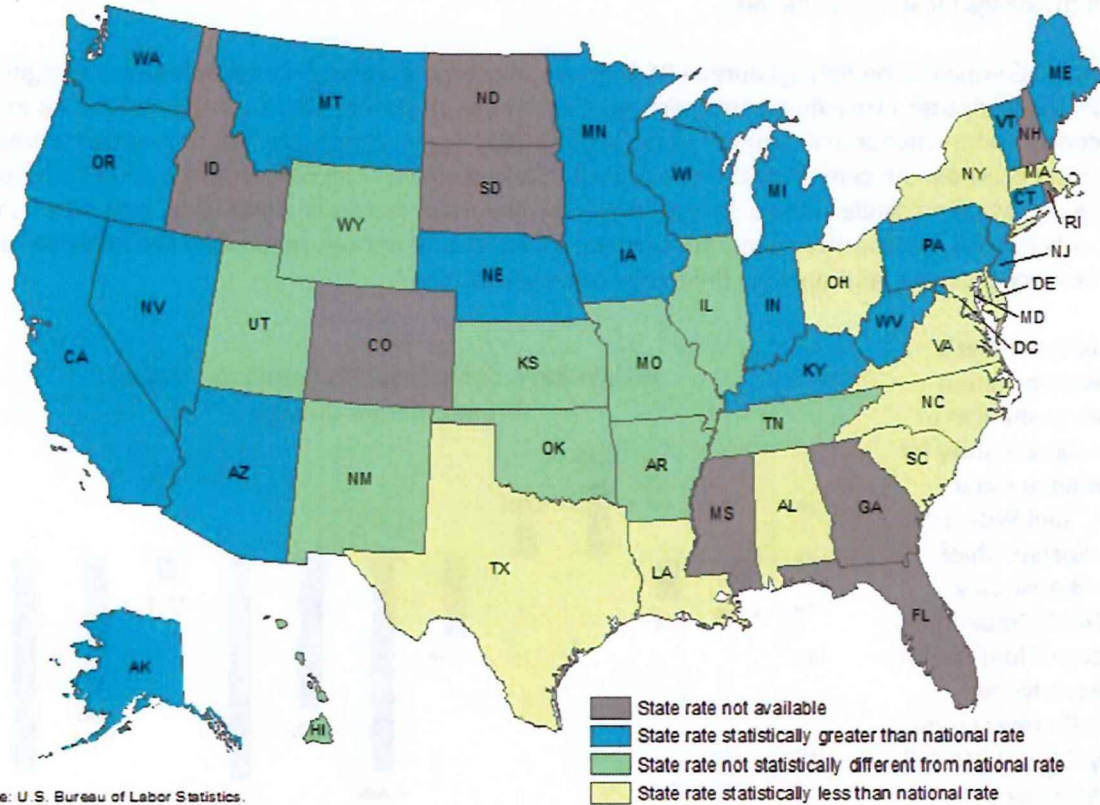 WA
MT
ND
MN
ME
OR
ID
SD
WI
MI
VT
NH
NY
MA
CT
RI
WY
NE
IA
PA
NJ
NV
UT
CO
KS
MO
IL
IN
OH
WV
VA
DE
MD
DC
CA
KY
AZ
NM
OK
AR
TN
NC
SC
TX
LA
MS
AL
GA
FL
AK
HI
State rate not available
State rate statistically greater than national rate
State rate not statistically different from national rate
State rate statistically less than national rate
e: U.S. Bureau of Labor Statistics.